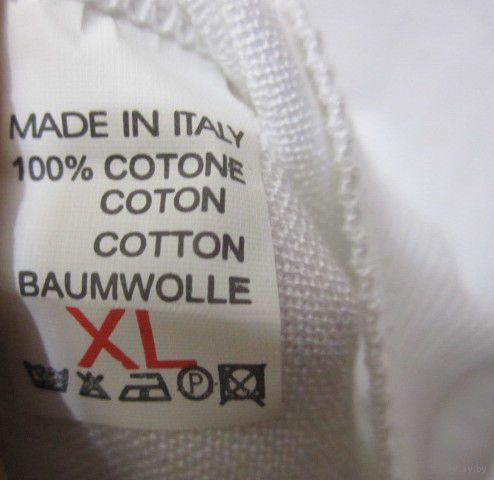 MADE IN ITALY
100% COTONE
COTON
COTTON
BAUMWOLLE
XL
P